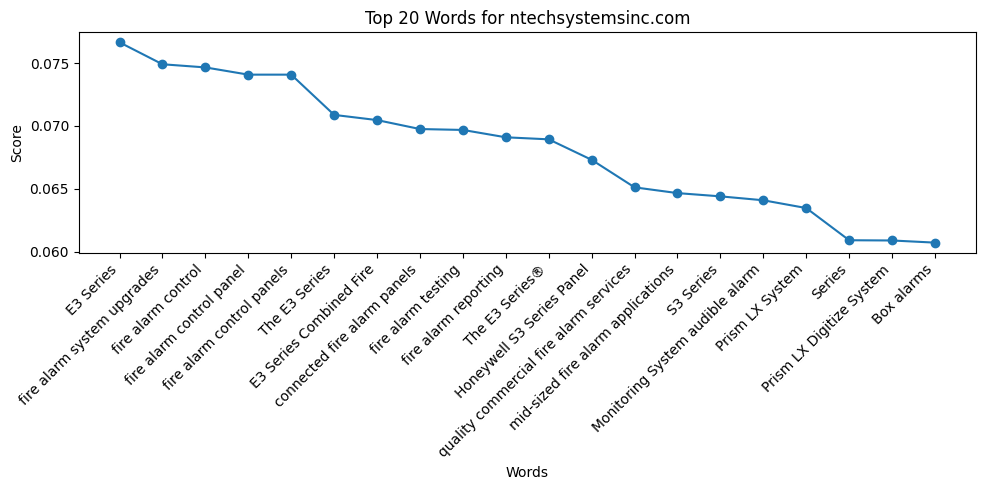 Top 20 Words for ntechsystemsinc.com
Score
0.075
0.070
0.065
0.060
E3 Series
fire alarm system upgrades
fire alarm control
fire alarm control panel
fire alarm control panels
The E3 Series
E3 Series Combined Fire
connected fire alarm panels
fire alarm testing
fire alarm reporting
The E3 Series®
Honeywell S3 Series Panel
quality commercial fire alarm services
mid-sized fire alarm applications
S3 Series
Monitoring System audible alarm
Prism LX System
Series
Prism LX Digitize System
Box alarms
Words